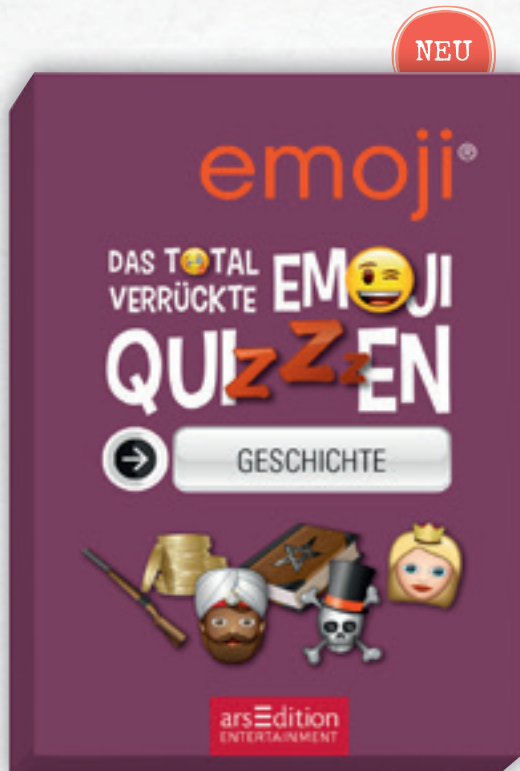 NEU
emoji®
DAS TOTAL
VERRÜCKTE EMOJI
QUIzZzEN
GESCHICHTE
arsEdition
ENTERTAINMENT